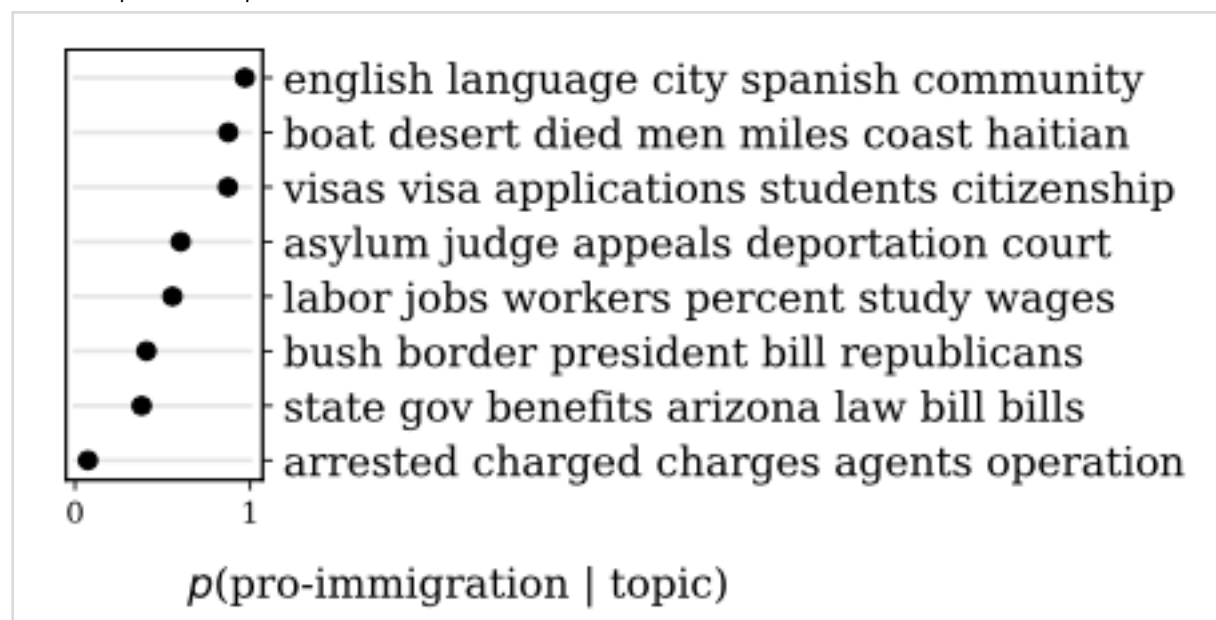 english language city spanish community
boat desert died men miles coast haitian
visas visa applications students citizenship
asylum judge appeals deportation court
labor jobs workers percent study wages
bush border president bill republicans
state gov benefits arizona law bill bills
arrested charged charges agents operation
0 1
p(pro-immigration | topic)